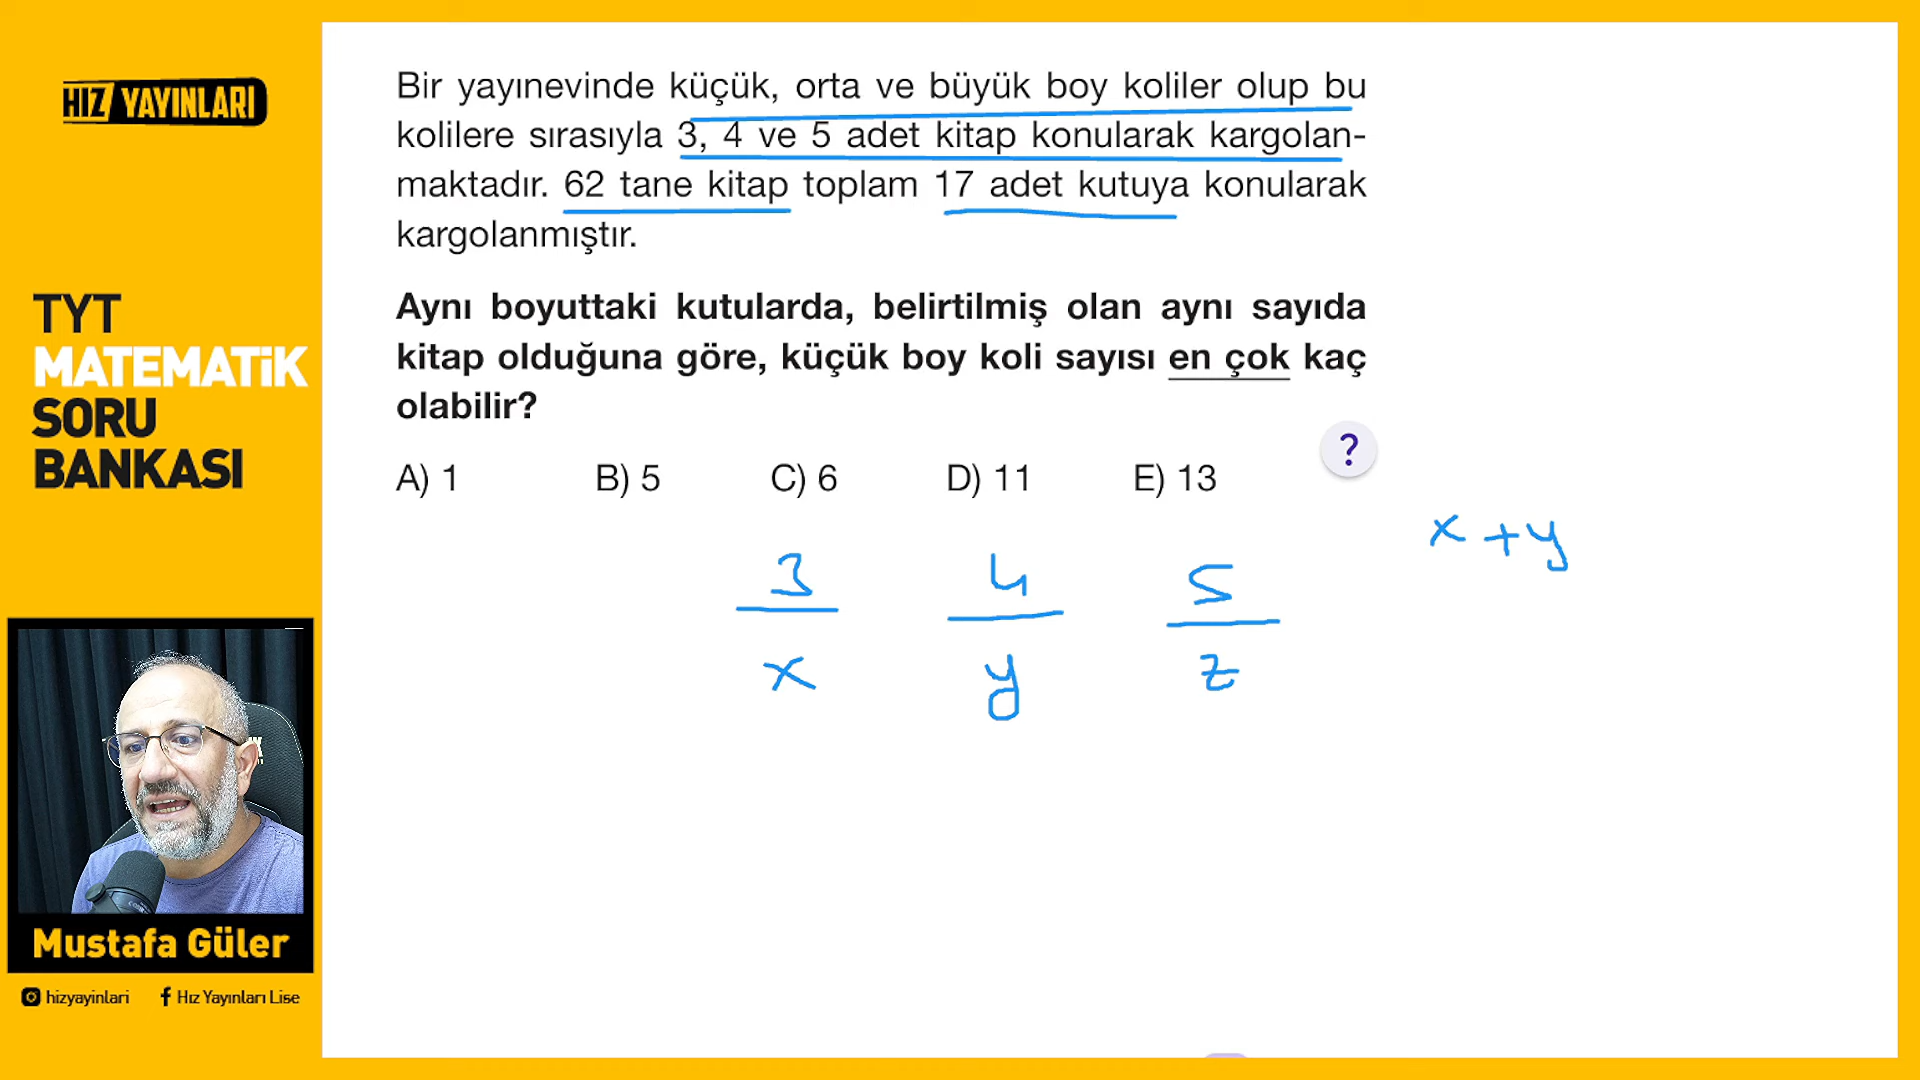 HIZ YAYINLARI
TYT
MATEMATİK
SORU
BANKASI
Bir yayınevinde küçük, orta ve büyük boy koliler olup bu
kolilere sırasıyla 3, 4 ve 5 adet kitap konularak kargolan-
maktadır. 62 tane kitap toplam 17 adet kutuya konularak
kargolanmıştır.
Aynı boyuttaki kutularda, belirtilmiş olan aynı sayıda
kitap olduğuna göre, küçük boy koli sayısı en çok kaç
olabilir?
A) 1 B) 5 C) 6 D) 11 E) 13
?
x + y
3 4 5
x y z
Mustafa Güler
hizyayinlari Hız Yayınları Lise